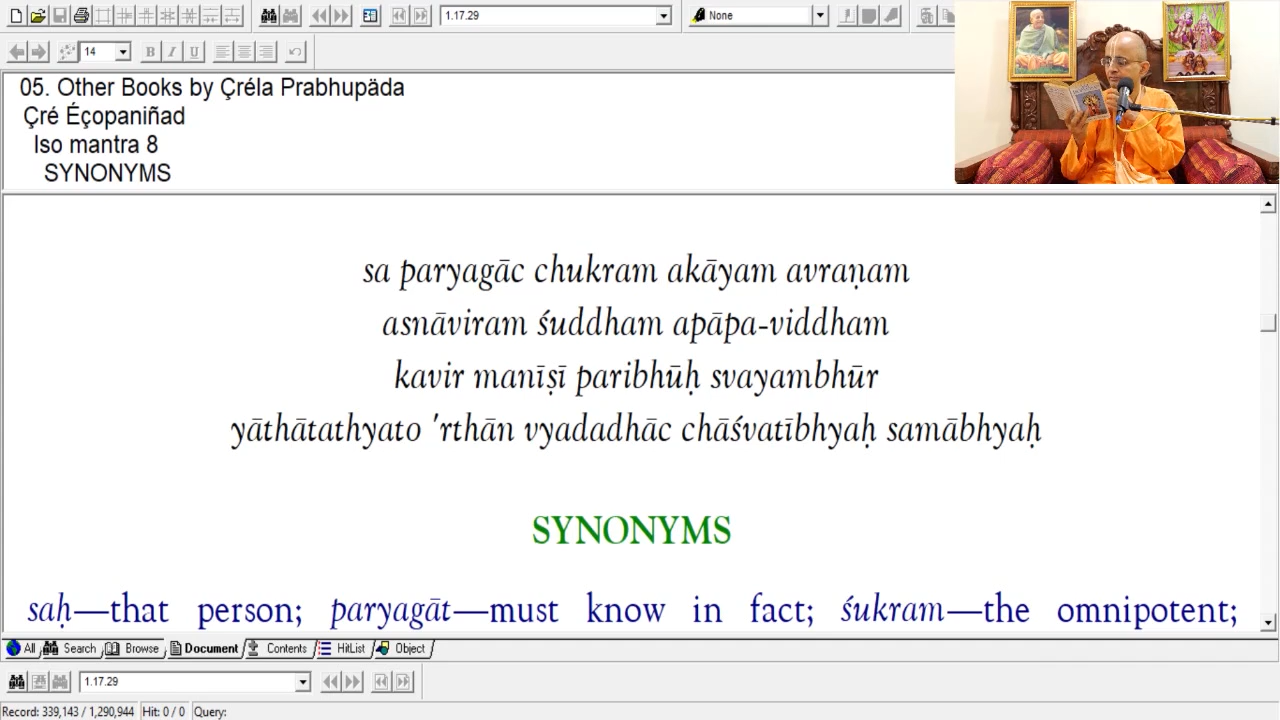 1.17.29
None
14
B I U
05. Other Books by Çréla Prabhupäda
Çré Éçopaniñad
Iso mantra 8
SYNONYMS
sa paryagāc chukram akāyam avraṇam
asnāviram śuddham apāpa-viddham
kavir manīṣī paribhūḥ svayambhūr
yāthātathyato 'rthān vyadadhāc chāśvatībhyaḥ samābhyaḥ
SYNONYMS
saḥ—that person; paryagāt—must know in fact; śukram—the omnipotent;
All Search Browse Document Contents HitList Object
1.17.29
Record: 339,143 / 1,290,944 Hit: 0 / 0 Query: